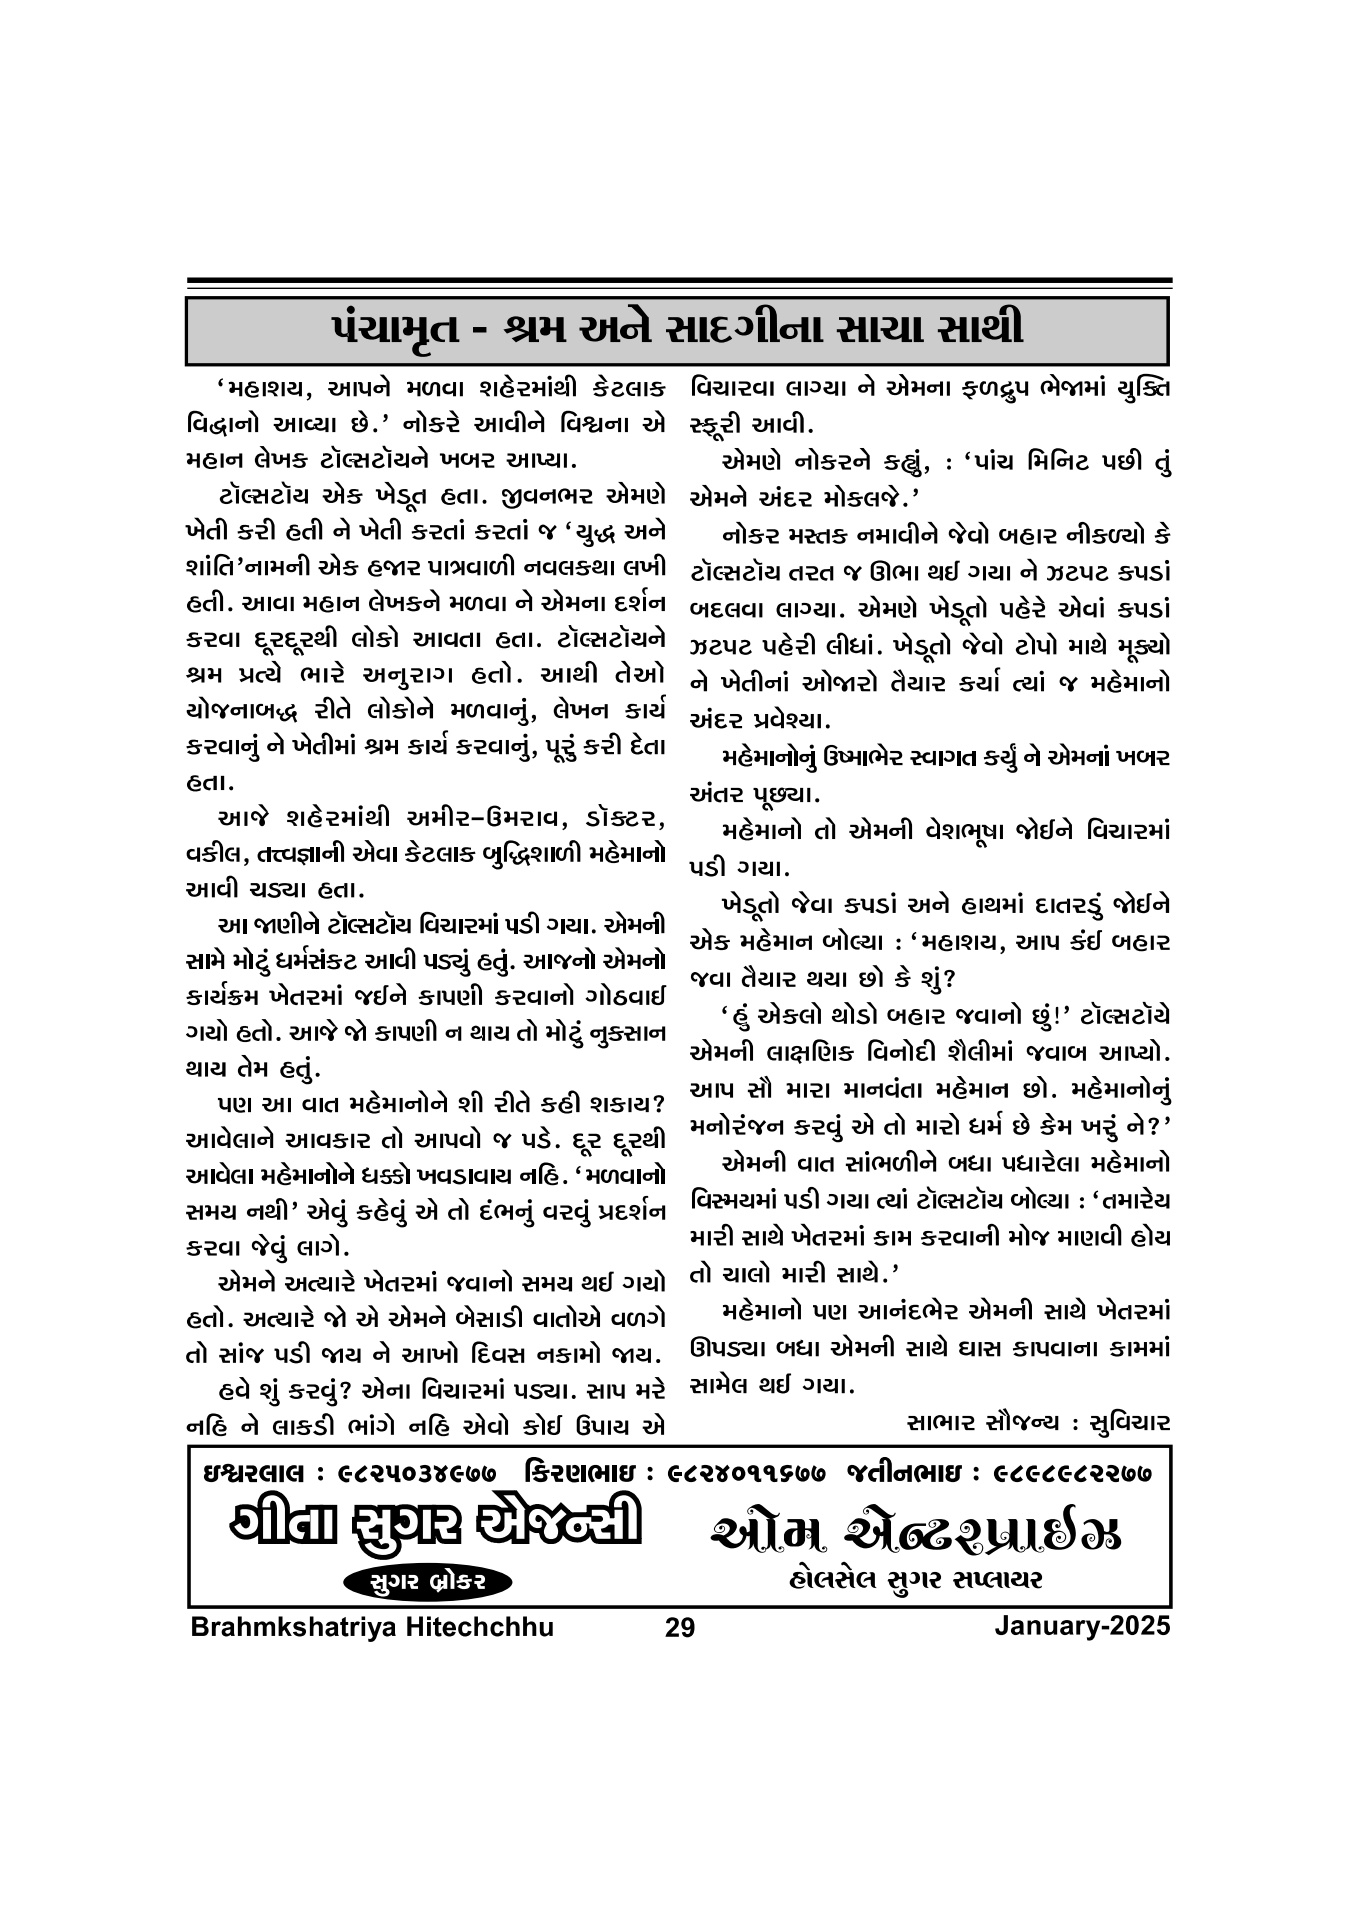 પંચામૃત - શ્રમ અને સાદગીના સાચા સાથી
‘મહાશય, આપને મળવા શહેરમાંથી કેટલાક
વિદ્વાનો આવ્યા છે.’ નોકરે આવીને વિશ્વના એ
મહાન લેખક ટૉલ્સટૉયને ખબર આપ્યા.
ટૉલ્સટૉય એક ખેડૂત હતા. જીવનભર એમણે
ખેતી કરી હતી ને ખેતી કરતાં કરતાં જ ‘યુદ્ધ અને
શાંતિ’નામની એક હજાર પાત્રવાળી નવલકથા લખી
હતી. આવા મહાન લેખકને મળવા ને એમના દર્શન
કરવા દૂરદૂરથી લોકો આવતા હતા. ટૉલ્સટૉયને
શ્રમ પ્રત્યે ભારે અનુરાગ હતો. આથી તેઓ
યોજનાબદ્ધ રીતે લોકોને મળવાનું, લેખન કાર્ય
કરવાનું ને ખેતીમાં શ્રમ કાર્ય કરવાનું, પૂરું કરી દેતા
હતા.
આજે શહેરમાંથી અમીર–ઉમરાવ, ડૉક્ટર,
વકીલ, તત્ત્વજ્ઞાની એવા કેટલાક બુદ્ધિશાળી મહેમાનો
આવી ચડ્યા હતા.
આ જાણીને ટૉલ્સટૉય વિચારમાં પડી ગયા. એમની
સામે મોટું ધર્મસંકટ આવી પડ્યું હતું. આજનો એમનો
કાર્યક્રમ ખેતરમાં જઈને કાપણી કરવાનો ગોઠવાઈ
ગયો હતો. આજે જો કાપણી ન થાય તો મોટું નુક્સાન
થાય તેમ હતું.
પણ આ વાત મહેમાનોને શી રીતે કહી શકાય?
આવેલાને આવકાર તો આપવો જ પડે. દૂર દૂરથી
આવેલા મહેમાનોને ધક્કો ખવડાવાય નહિ. ‘મળવાનો
સમય નથી’ એવું કહેવું એ તો દંભનું વરવું પ્રદર્શન
કરવા જેવું લાગે.
એમને અત્યારે ખેતરમાં જવાનો સમય થઈ ગયો
હતો. અત્યારે જો એ એમને બેસાડી વાતોએ વળગે
તો સાંજ પડી જાય ને આખો દિવસ નકામો જાય.
હવે શું કરવું? એના વિચારમાં પડ્યા. સાપ મરે
નહિ ને લાકડી ભાંગે નહિ એવો કોઈ ઉપાય એ
વિચારવા લાગ્યા ને એમના ફળદ્રુપ ભેજામાં યુક્તિ
સ્ફૂરી આવી.
એમણે નોકરને કહ્યું, : ‘પાંચ મિનિટ પછી તું
એમને અંદર મોકલજે.’
નોકર મસ્તક નમાવીને જેવો બહાર નીકળ્યો કે
ટૉલ્સટૉય તરત જ ઊભા થઈ ગયા ને ઝટપટ કપડાં
બદલવા લાગ્યા. એમણે ખેડૂતો પહેરે એવાં કપડાં
ઝટપટ પહેરી લીધાં. ખેડૂતો જેવો ટોપો માથે મૂક્યો
ને ખેતીનાં ઓજારો તૈયાર કર્યાં ત્યાં જ મહેમાનો
અંદર પ્રવેશ્યા.
મહેમાનોનું ઉષ્માભેર સ્વાગત કર્યું ને એમનાં ખબર
અંતર પૂછ્યા.
મહેમાનો તો એમની વેશભૂષા જોઈને વિચારમાં
પડી ગયા.
ખેડૂતો જેવા કપડાં અને હાથમાં દાતરડું જોઈને
એક મહેમાન બોલ્યા : ‘મહાશય, આપ કંઈ બહાર
જવા તૈયાર થયા છો કે શું?
‘હું એકલો થોડો બહાર જવાનો છું!’ ટૉલ્સટૉયે
એમની લાક્ષણિક વિનોદી શૈલીમાં જવાબ આપ્યો.
આપ સૌ મારા માનવંતા મહેમાન છો. મહેમાનોનું
મનોરંજન કરવું એ તો મારો ધર્મ છે કેમ ખરું ને?’
એમની વાત સાંભળીને બધા પધારેલા મહેમાનો
વિસ્મયમાં પડી ગયા ત્યાં ટૉલ્સટૉય બોલ્યા : ‘તમારેય
મારી સાથે ખેતરમાં કામ કરવાની મોજ માણવી હોય
તો ચાલો મારી સાથે.’
મહેમાનો પણ આનંદભેર એમની સાથે ખેતરમાં
ઊપડ્યા બધા એમની સાથે ઘાસ કાપવાના કામમાં
સામેલ થઈ ગયા.
સાભાર સૌજન્ય : સુવિચાર
ઇશ્વરલાલ : ૯૮૨૫૦૩૪૯૭૭ કિરણભાઇ : ૯૮૨૪૦૧૧૬૭૭ જતીનભાઇ : ૯૮૯૮૯૮૨૨૭૭
ગીતા સુગર એજન્સી
સુગર બ્રોકર
ઓમ એન્ટરપ્રાઇઝ
હોલસેલ સુગર સપ્લાયર
Brahmkshatriya Hitechchhu 29 January-2025